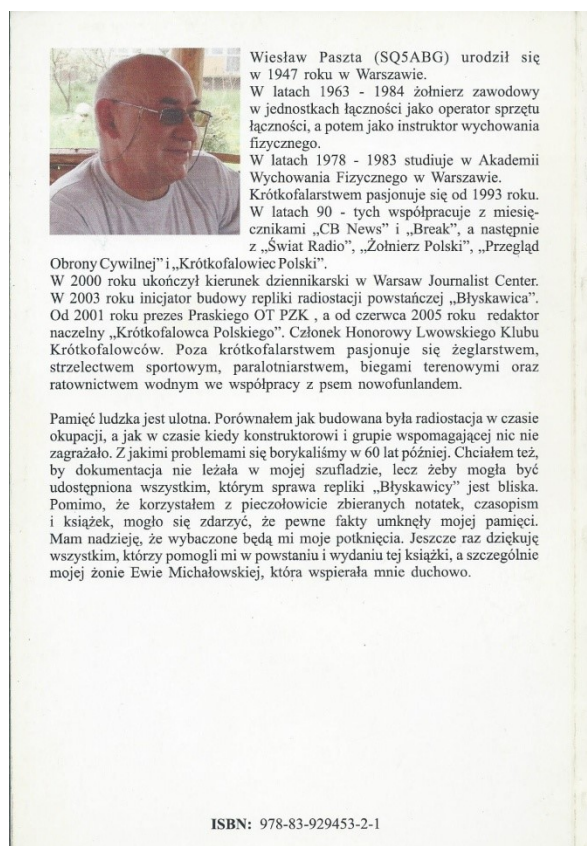 Wiesław Paszta (SQ5ABG) urodził się
w 1947 roku w Warszawie.
W latach 1963 - 1984 żołnierz zawodowy
w jednostkach łączności jako operator sprzętu
łączności, a potem jako instruktor wychowania
fizycznego.
W latach 1978 - 1983 studiuje w Akademii
Wychowania Fizycznego w Warszawie.
Krótkofalarstwem pasjonuje się od 1993 roku.
W latach 90 - tych współpracuje z miesię-
cznikami „CB News” i „Break”, a następnie
z „Świat Radio”, „Żołnierz Polski”, „Przegląd
Obrony Cywilnej” i „Krótkofalowiec Polski”.
W 2000 roku ukończył kierunek dziennikarski w Warsaw Journalist Center.
W 2003 roku inicjator budowy repliki radiostacji powstańczej „Błyskawica”.
Od 2001 roku prezes Praskiego OT PZK , a od czerwca 2005 roku redaktor
naczelny „Krótkofalowca Polskiego”. Członek Honorowy Lwowskiego Klubu
Krótkofalowców. Poza krótkofalarstwem pasjonuje się żeglarstwem,
strzelectwem sportowym, paralotniarstwem, biegami terenowymi oraz
ratownictwem wodnym we współpracy z psem nowofunlandem.
Pamięć ludzka jest ulotna. Porównałem jak budowana była radiostacja w czasie
okupacji, a jak w czasie kiedy konstruktorowi i grupie wspomagającej nic nie
zagrażało. Z jakimi problemami się borykaliśmy w 60 lat później. Chciałem też,
by dokumentacja nie leżała w mojej szufladzie, lecz żeby mogła być
udostępniona wszystkim, którym sprawa repliki „Błyskawicy” jest bliska.
Pomimo, że korzystałem z pieczołowicie zbieranych notatek, czasopism
i książek, mogło się zdarzyć, że pewne fakty umknęły mojej pamięci.
Mam nadzieję, że wybaczone będą mi moje potknięcia. Jeszcze raz dziękuję
wszystkim, którzy pomogli mi w powstaniu i wydaniu tej książki, a szczególnie
mojej żonie Ewie Michałowskiej, która wspierała mnie duchowo.
ISBN: 978-83-929453-2-1